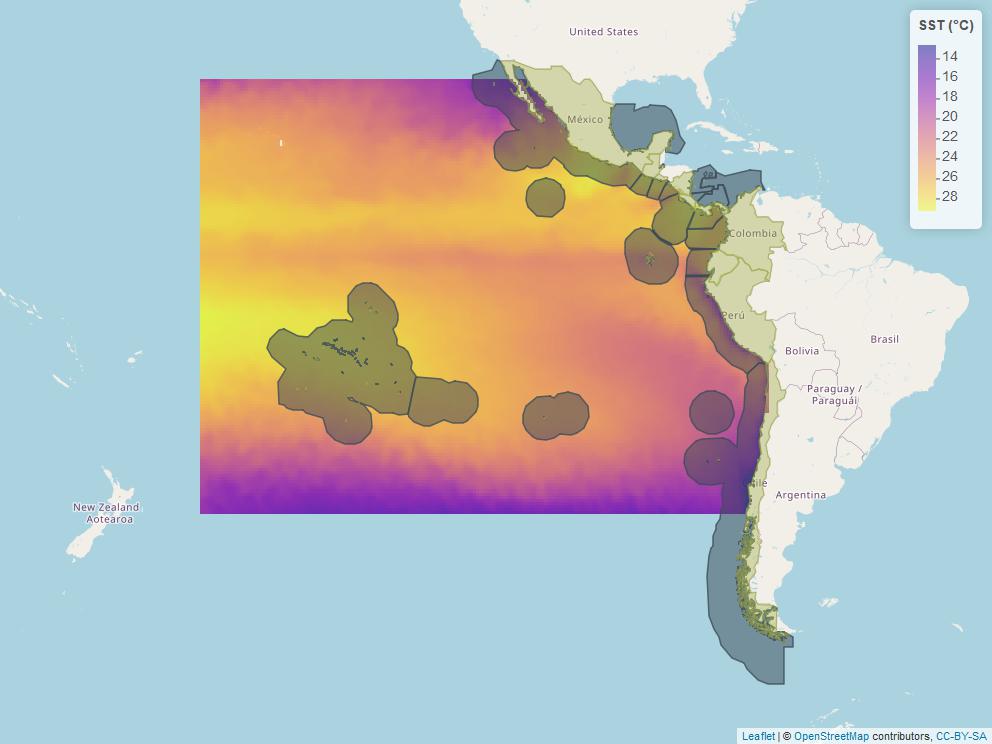 United States
SST (°C)
14
16
18
20
22
24
26
28
México
Colombia
Perú
Brasil
Bolivia
Paraguay /
Paraguái
ile
Argentina
New Zealand
Aotearoa
Leaflet | © OpenStreetMap contributors, CC-BY-SA